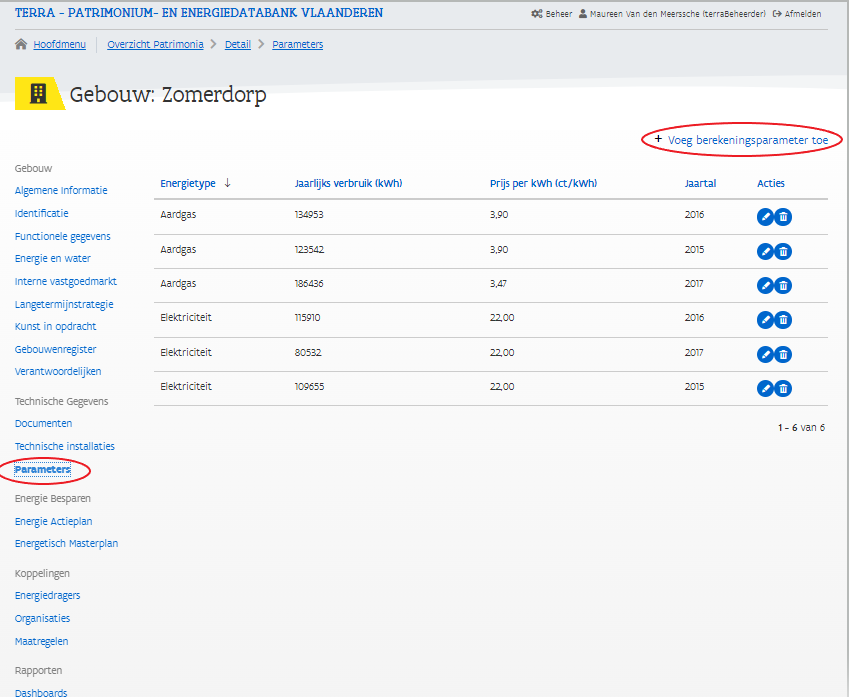 TERRA - PATRIMONIUM- EN ENERGIEDATABANK VLAANDEREN
Beheer Maureen Van den Meerssche (terraBeheerder) Afmelden
Hoofdmenu Overzicht Patrimonia > Detail > Parameters
Gebouw: Zomerdorp
+ Voeg berekeningsparameter toe
Gebouw
Algemene Informatie
Identificatie
Functionele gegevens
Energie en water
Interne vastgoedmarkt
Langetermijnstrategie
Kunst in opdracht
Gebouwenregister
Verantwoordelijken
Technische Gegevens
Documenten
Technische installaties
Parameters
Energie Besparen
Energie Actieplan
Energetisch Masterplan
Koppelingen
Energiedragers
Organisaties
Maatregelen
Rapporten
Dashboards
Energietype ↓ Jaarlijks verbruik (kWh) Prijs per kWh (ct/kWh) Jaartal Acties
Aardgas 134953 3,90 2016
Aardgas 123542 3,90 2015
Aardgas 186436 3,47 2017
Elektriciteit 115910 22,00 2016
Elektriciteit 80532 22,00 2017
Elektriciteit 109655 22,00 2015
1 - 6 van 6